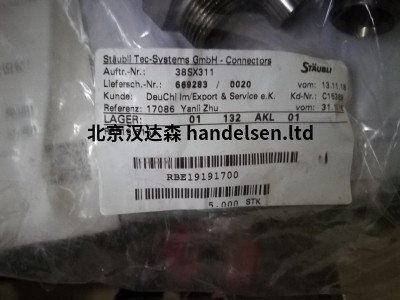 Stäubli Tec-Systems GmbH - Connectors
STÄUBLI
Auftr.-Nr.: 38SX311
Liefersch.-Nr.: 669283 / 0020 vom: 13.11.18
Kunde: DauChi Im/Export & Service e.K. Kd-Nr.:
Referenz: 17086 Yanli Zhu vom:
LAGER: 01 132 AKL 01
北京汉达森 handelsen.ltd
RBE19191700
5,000 STK